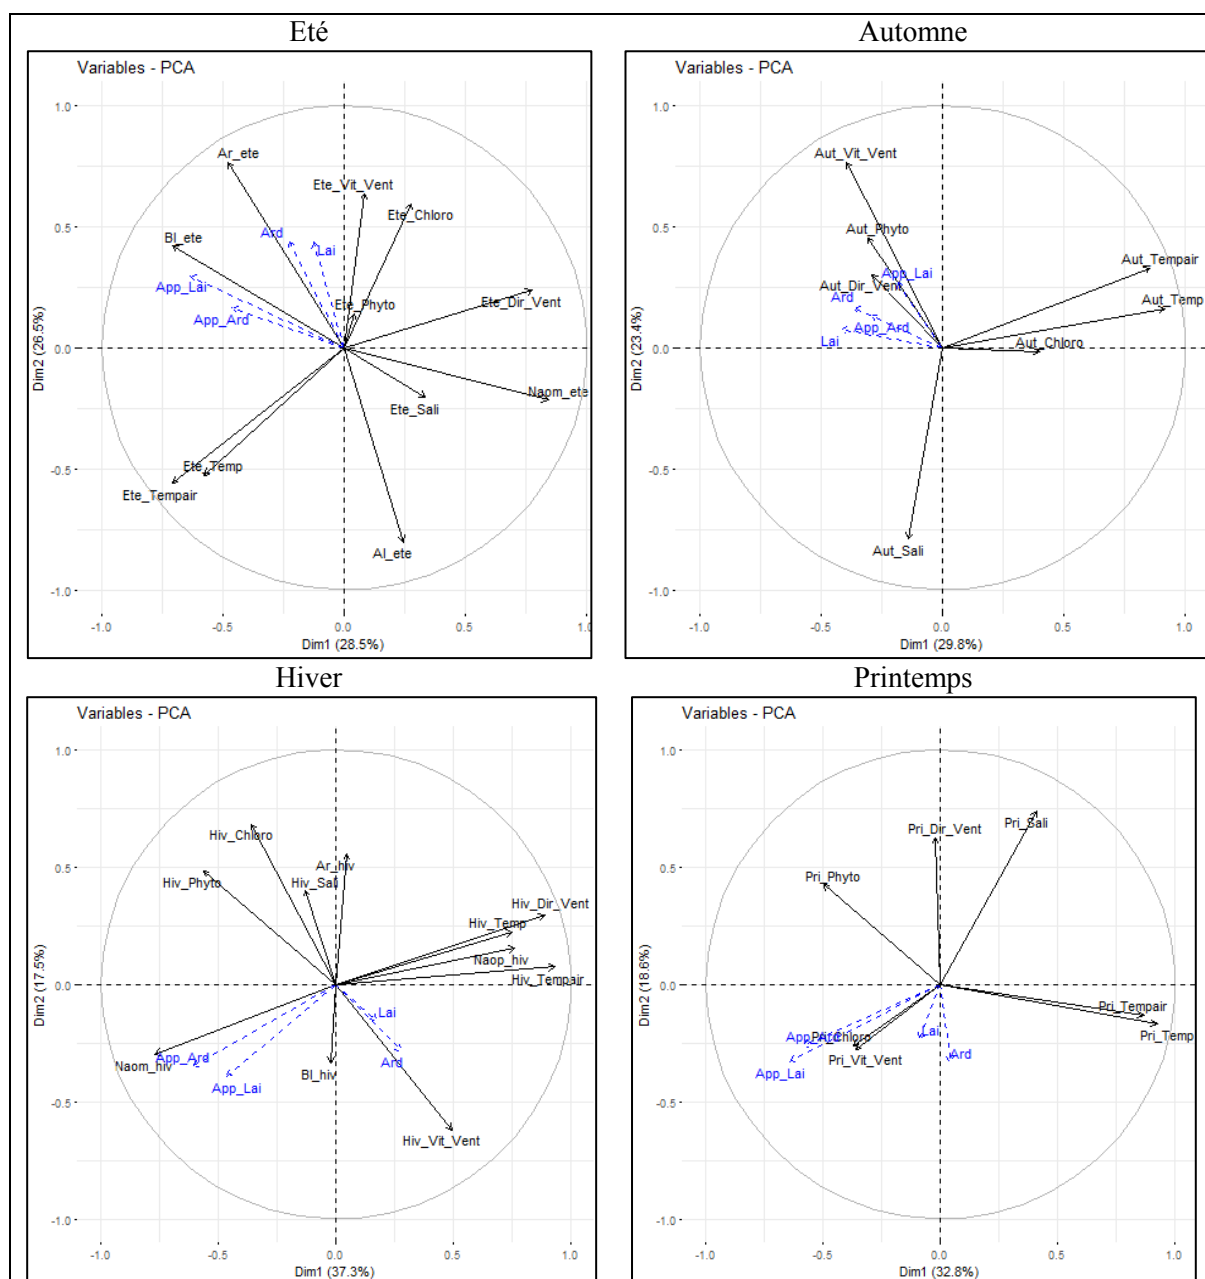 Eté
Variables - PCA
1.0
Ar_ete
Ete_Vit_Vent
Ete_Chloro
0.5
Ard
Lai
Bl_ete
App_Lai
Ete_Phyto
Ete_Dir_Vent
App_Ard
Dim2 (26.5%)
0.0
Naom_ete
Ete_Sali
Ete_Temp
-0.5
Ete_Tempair
Al_ete
-1.0
-1.0 -0.5 0.0 0.5 1.0
Dim1 (28.5%)
Automne
Variables - PCA
1.0
Aut_Vit_Vent
0.5
Aut_Phyto
Aut_Tempair
App_Lai
Aut_Dir_Vent
Ard
Aut_Temp
App_Ard
Lai
Aut_Chloro
Dim2 (23.4%)
0.0
-0.5
Aut_Sali
-1.0
-1.0 -0.5 0.0 0.5 1.0
Dim1 (29.8%)
Hiver
Variables - PCA
1.0
Hiv_Chloro
0.5
Ar_hiv
Hiv_Phyto
Hiv_Sali
Hiv_Dir_Vent
Hiv_Temp
Naop_hiv
Hiv_Tempair
Dim2 (17.5%)
0.0
Lai
App_Ard
Ard
Naom_hiv
Bl_hiv
App_Lai
-0.5
Hiv_Vit_Vent
-1.0
-1.0 -0.5 0.0 0.5 1.0
Dim1 (37.3%)
Printemps
Variables - PCA
1.0
Pri_Sali
Pri_Dir_Vent
0.5
Pri_Phyto
Dim2 (18.6%)
0.0
Pri_Tempair
Pri_Temp
Lai
App_Ard
Pri_Chloro
Ard
Pri_Vit_Vent
App_Lai
-0.5
-1.0
-1.0 -0.5 0.0 0.5 1.0
Dim1 (32.8%)